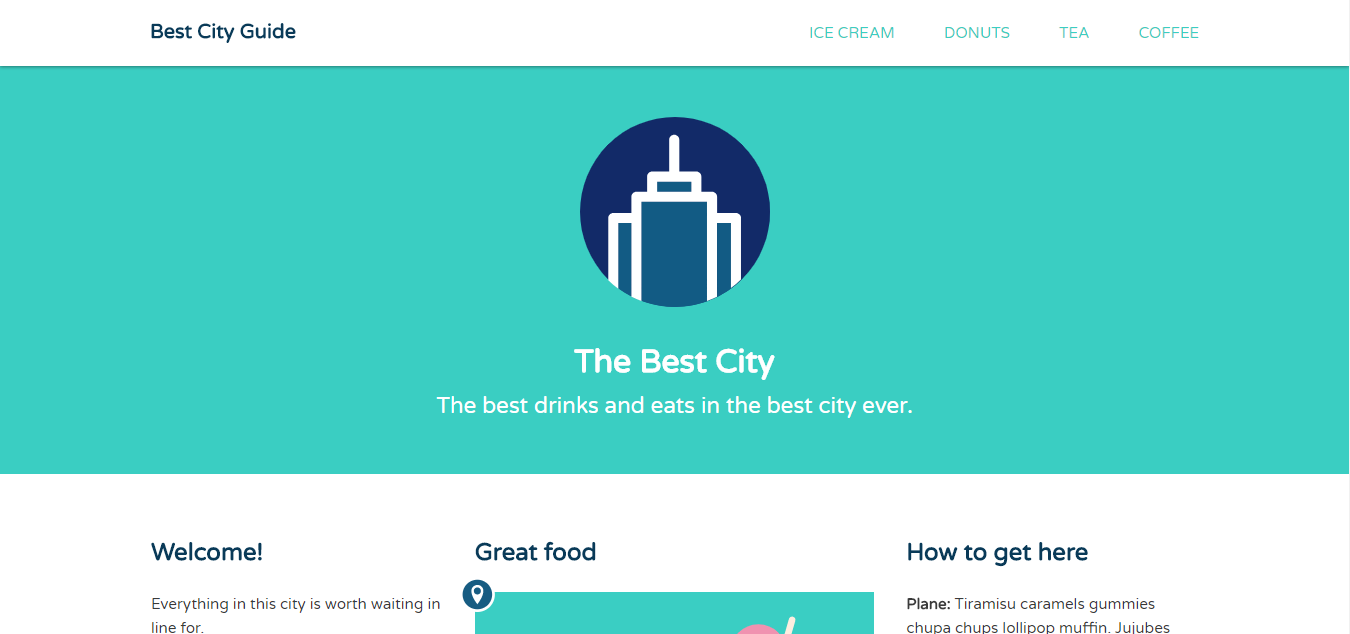 Best City Guide
ICE CREAM DONUTS TEA COFFEE
The Best City
The best drinks and eats in the best city ever.
Welcome!
Everything in this city is worth waiting in
line for.
Great food
How to get here
Plane: Tiramisu caramels gummies
chupa chups lollipop muffin. Jujubes